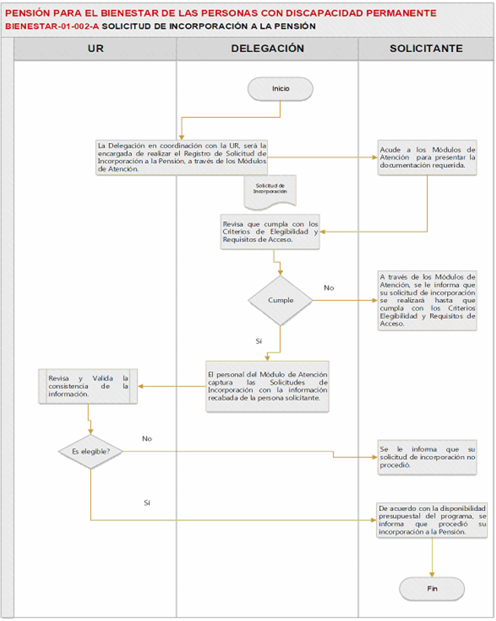 PENSIÓN PARA EL BIENESTAR DE LAS PERSONAS CON DISCAPACIDAD PERMANENTE
BIENESTAR-01-002-A SOLICITUD DE INCORPORACIÓN A LA PENSIÓN
UR
DELEGACIÓN
SOLICITANTE
Inicio
La Delegación en coordinación con la UR, será la
encargada de realizar el Registro de Solicitud de
Incorporación a la Pensión, a través de los Módulos
de Atención.
Acude a los Módulos de
Atención para presentar la
documentación requerida.
Solicitud de
Incorporación
Revisa que cumpla con los
Criterios de Elegibilidad y
Requisitos de Acceso.
Cumple
No
A través de los Módulos de
Atención, se le informa que
su solicitud de incorporación
se realizará hasta que
cumpla con los Criterios
Elegibilidad y Requisitos de
Acceso.
Sí
El personal del Módulo de Atención
captura las Solicitudes de
Incorporación con la información
recabada de la persona solicitante.
Revisa y Valida la
consistencia de la
información.
Es elegible?
No
Se le informa que su
solicitud de incorporación no
procedió.
Sí
De acuerdo con la disponibilidad
presupuestal del programa, se
informa que procedió su
incorporación a la Pensión.
Fin